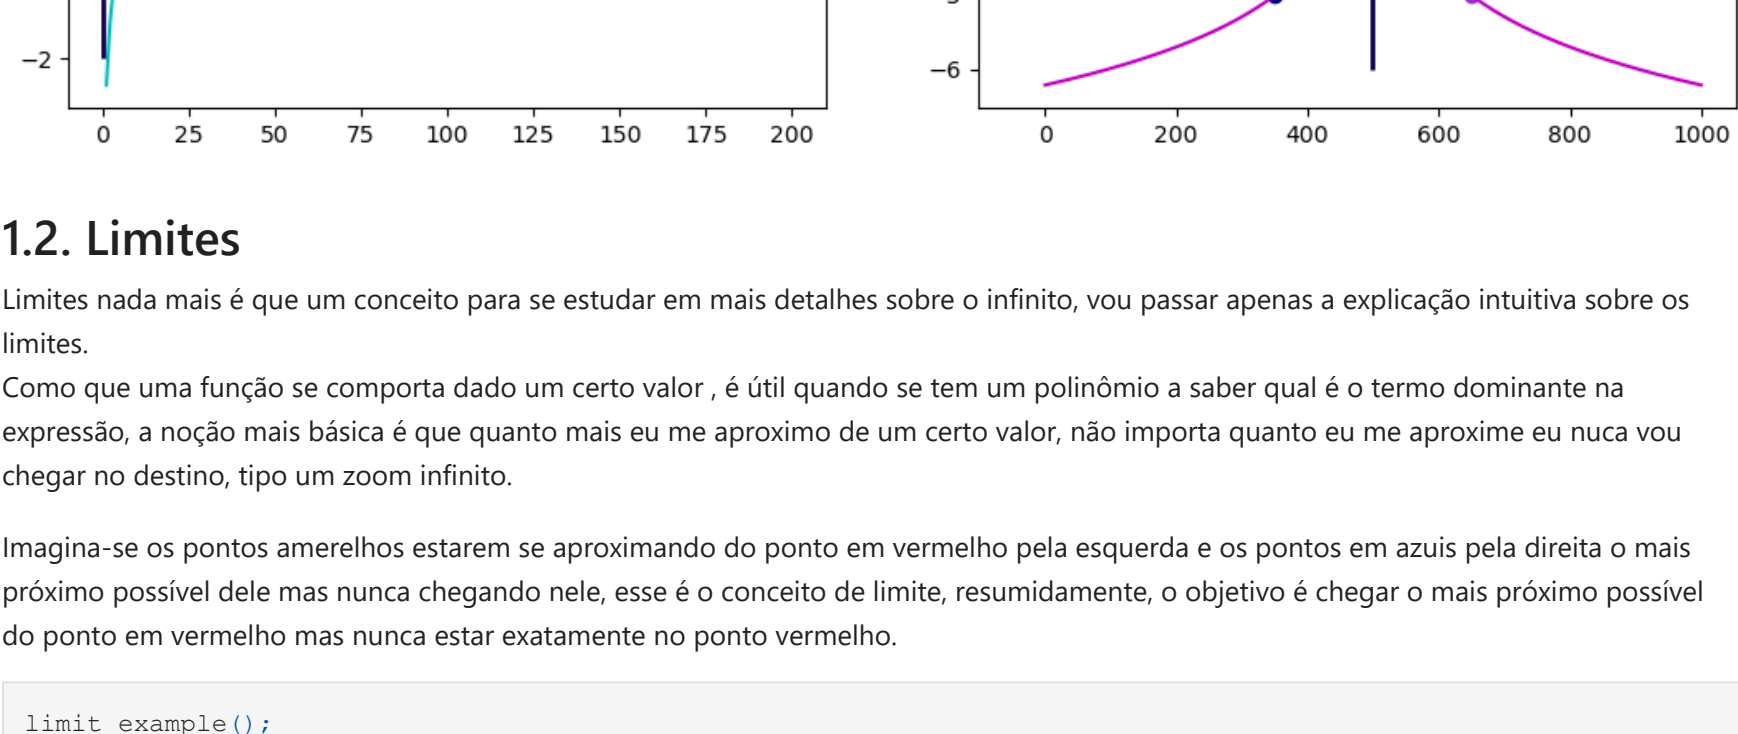 −2
−6
0 25 50 75 100 125 150 175 200
0 200 400 600 800 1000
1.2. Limites
Limites nada mais é que um conceito para se estudar em mais detalhes sobre o infinito, vou passar apenas a explicação intuitiva sobre os
limites.
Como que uma função se comporta dado um certo valor , é útil quando se tem um polinômio a saber qual é o termo dominante na
expressão, a noção mais básica é que quanto mais eu me aproximo de um certo valor, não importa quanto eu me aproxime eu nuca vou
chegar no destino, tipo um zoom infinito.
Imagina-se os pontos amerelhos estarem se aproximando do ponto em vermelho pela esquerda e os pontos em azuis pela direita o mais
próximo possível dele mas nunca chegando nele, esse é o conceito de limite, resumidamente, o objetivo é chegar o mais próximo possível
do ponto em vermelho mas nunca estar exatamente no ponto vermelho.
limit_example();